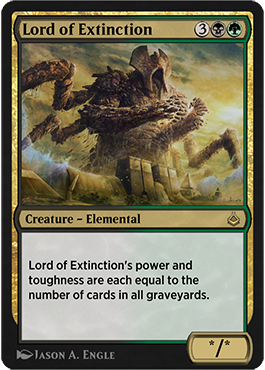 Lord of Extinction 3
Creature – Elemental
Lord of Extinction's power and
toughness are each equal to the
number of cards in all graveyards.
*/*
Jason A. Engle